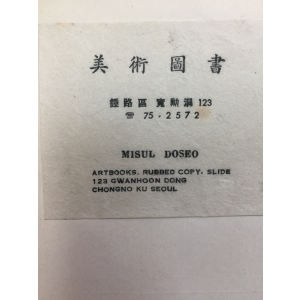 美術圖書
鍾路區 寬勳洞 123
☎ 75-2572
MISUL DOSEO
ARTBOOKS, RUBBED COPY, SLIDE
123 GWANHOON DONG
CHONGNO KU SEOUL